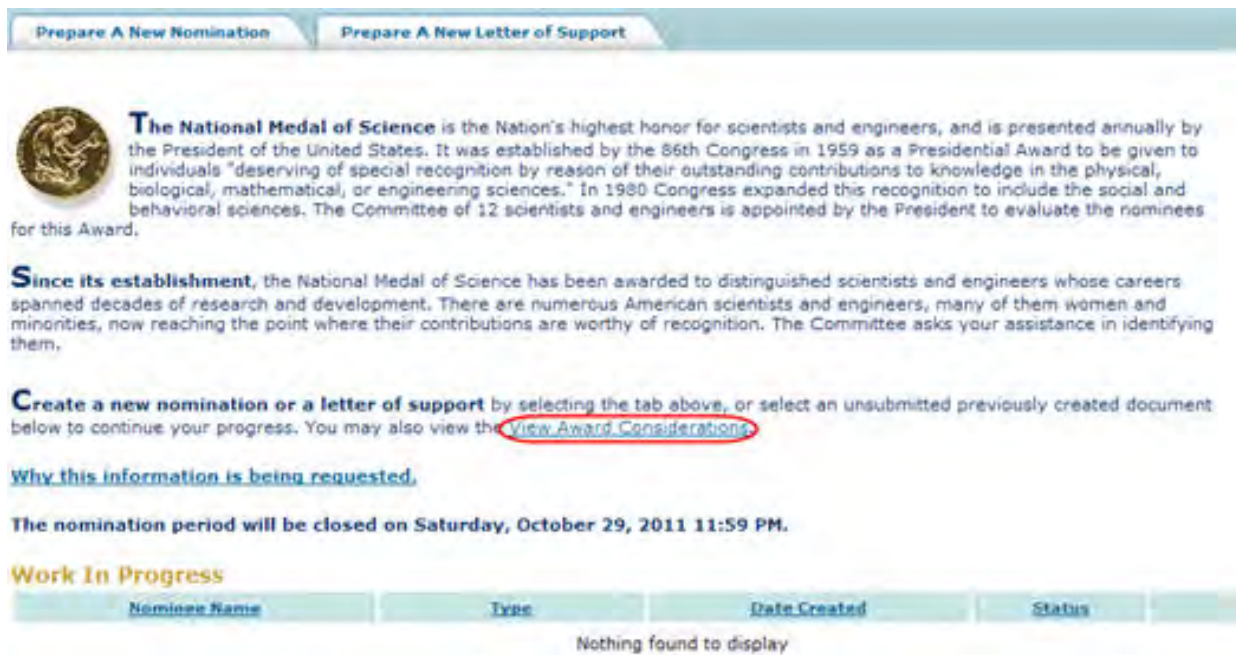 Prepare A New Nomination Prepare A New Letter of Support
The National Medal of Science is the Nation's highest honor for scientists and engineers, and is presented annually by
the President of the United States. It was established by the 86th Congress in 1959 as a Presidential Award to be given to
individuals "deserving of special recognition by reason of their outstanding contributions to knowledge in the physical,
biological, mathematical, or engineering sciences." In 1980 Congress expanded this recognition to include the social and
behavioral sciences. The Committee of 12 scientists and engineers is appointed by the President to evaluate the nominees
for this Award.
Since its establishment, the National Medal of Science has been awarded to distinguished scientists and engineers whose careers
spanned decades of research and development. There are numerous American scientists and engineers, many of them women and
minorities, now reaching the point where their contributions are worthy of recognition. The Committee asks your assistance in identifying
them.
Create a new nomination or a letter of support by selecting the tab above, or select an unsubmitted previously created document
below to continue your progress. You may also view the View Award Considerations.
Why this information is being requested.
The nomination period will be closed on Saturday, October 29, 2011 11:59 PM.
Work In Progress
Nominee Name Type Date Created Status
Nothing found to display